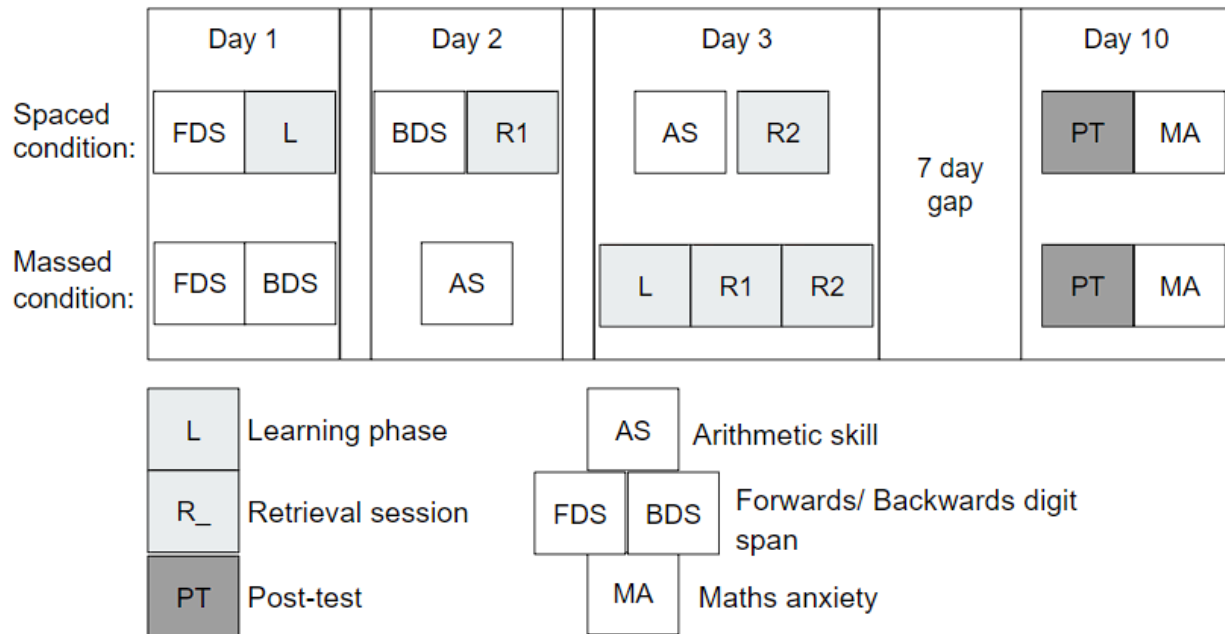 Day 1 Day 2 Day 3 Day 10
Spaced
condition:
FDS L BDS R1 AS R2 PT MA
7 day
gap
Massed
condition:
FDS BDS AS L R1 R2 PT MA
L Learning phase
AS Arithmetic skill
R_ Retrieval session
FDS BDS Forwards/ Backwards digit
span
PT Post-test
MA Maths anxiety